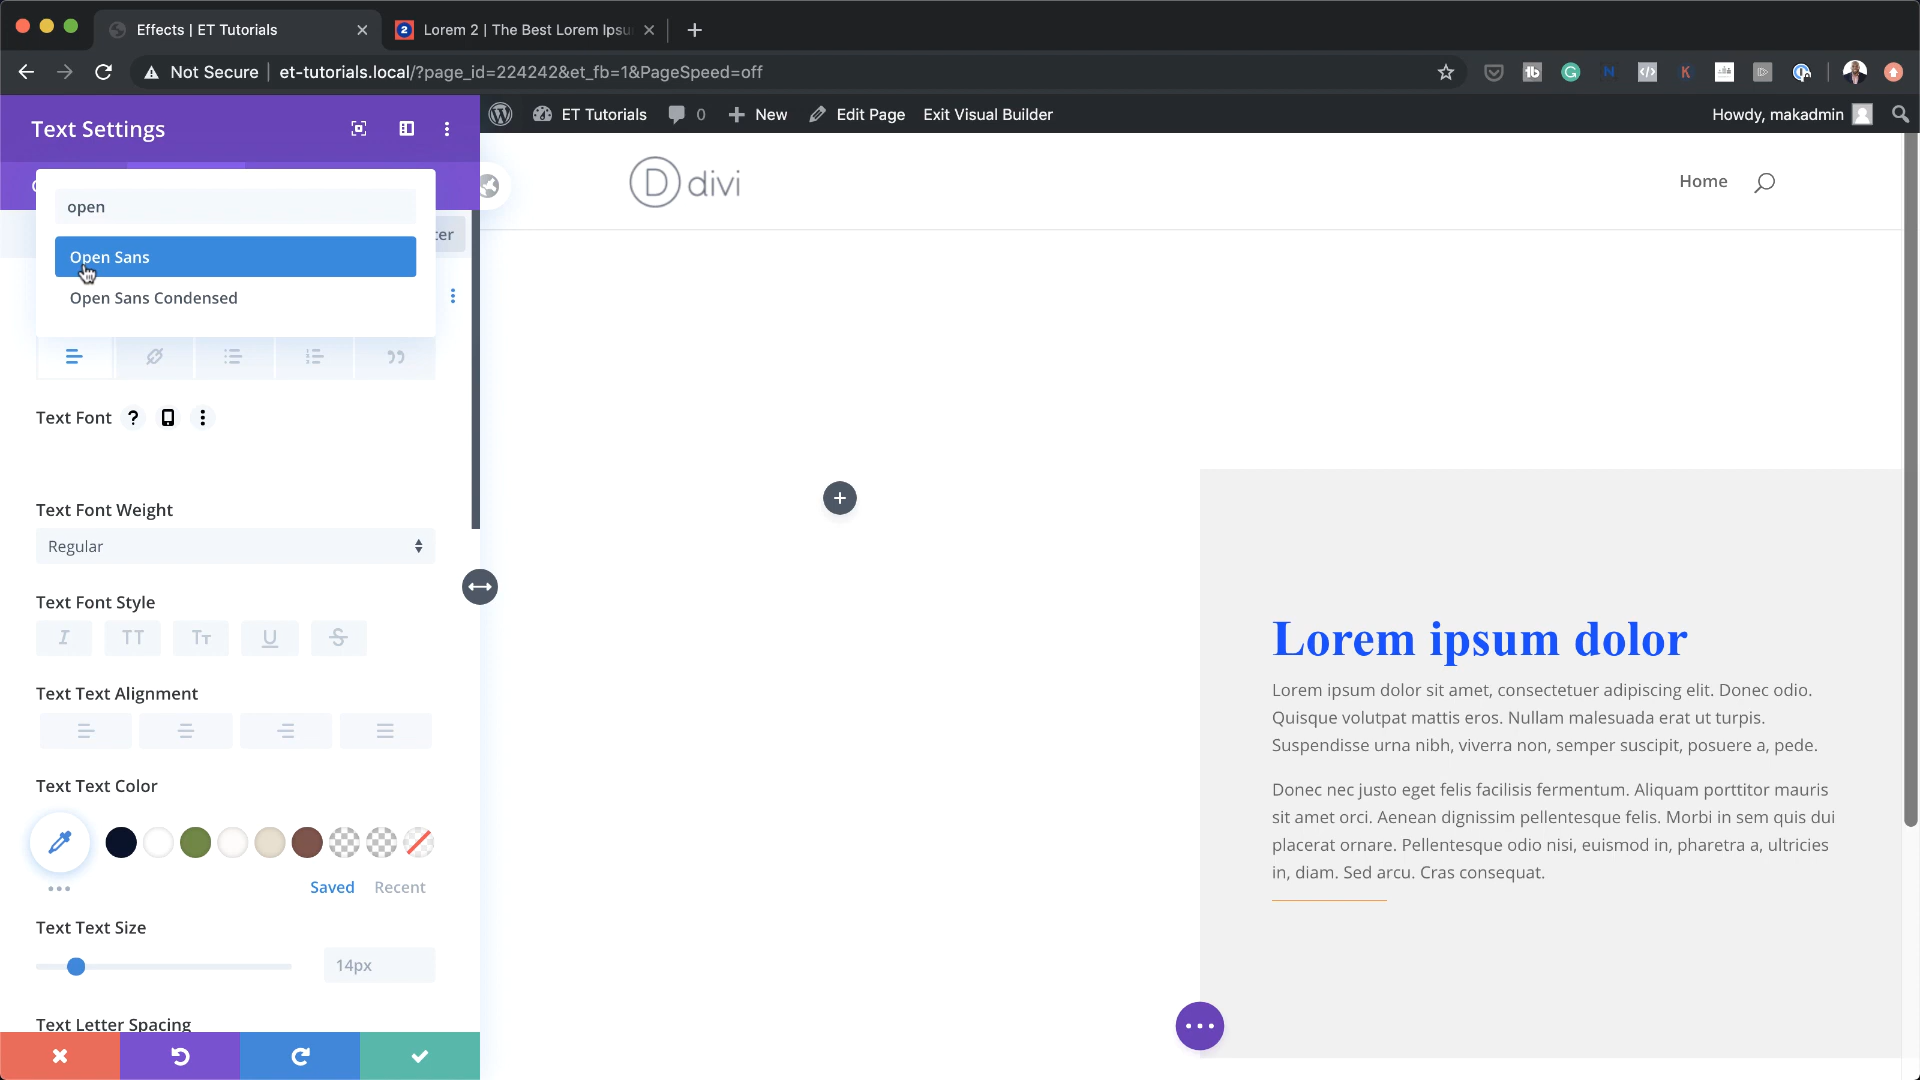 Effects | ET Tutorials
2 Lorem 2 | The Best Lorem Ipsu
Not Secure | et-tutorials.local/?page_id=224242&et_fb=1&PageSpeed=off
ET Tutorials 0 New Edit Page Exit Visual Builder Howdy, makadmin
Text Settings
open
Open Sans
Open Sans Condensed
ter
Text Font ?
Text Font Weight
Regular
Text Font Style
I TT Tт U S
Text Text Alignment
Text Text Color
Saved Recent
Text Text Size
14px
Text Letter Spacing
D divi
Home
Lorem ipsum dolor
Lorem ipsum dolor sit amet, consectetuer adipiscing elit. Donec odio.
Quisque volutpat mattis eros. Nullam malesuada erat ut turpis.
Suspendisse urna nibh, viverra non, semper suscipit, posuere a, pede.
Donec nec justo eget felis facilisis fermentum. Aliquam porttitor mauris
sit amet orci. Aenean dignissim pellentesque felis. Morbi in sem quis dui
placerat ornare. Pellentesque odio nisi, euismod in, pharetra a, ultricies
in, diam. Sed arcu. Cras consequat.